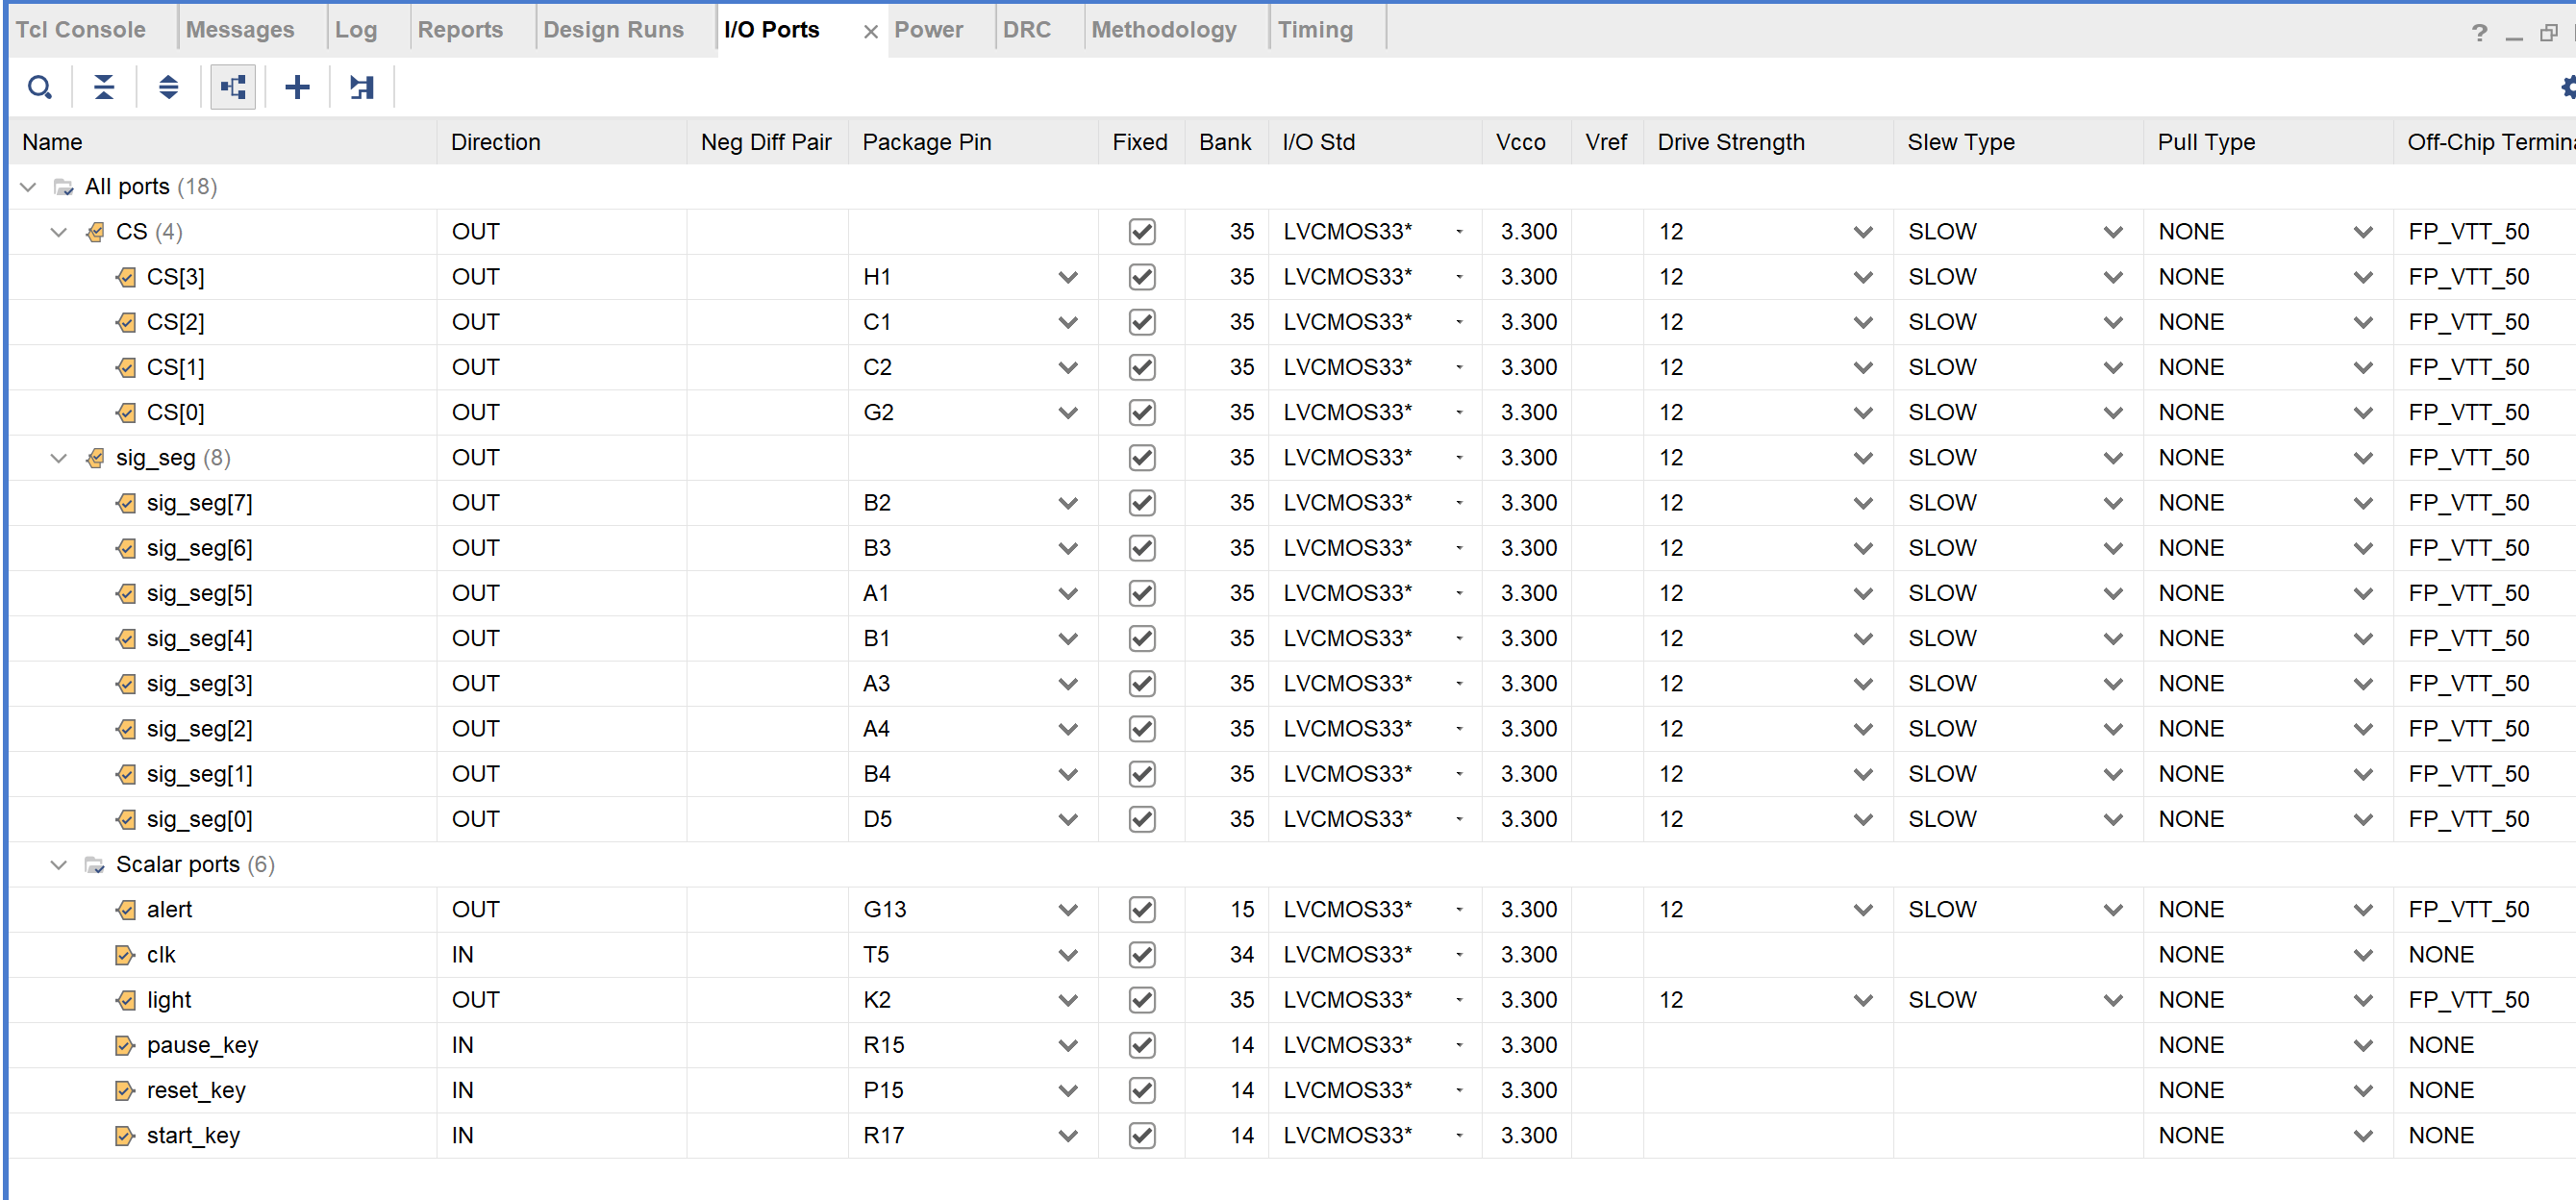 Tcl Console Messages Log Reports Design Runs I/O Ports × Power DRC Methodology Timing ?
Name Direction Neg Diff Pair Package Pin Fixed Bank I/O Std Vcco Vref Drive Strength Slew Type Pull Type Off-Chip Termina
All ports (18)
CS (4) OUT 35 LVCMOS33* 3.300 12 SLOW NONE FP_VTT_50
CS[3] OUT H1 35 LVCMOS33* 3.300 12 SLOW NONE FP_VTT_50
CS[2] OUT C1 35 LVCMOS33* 3.300 12 SLOW NONE FP_VTT_50
CS[1] OUT C2 35 LVCMOS33* 3.300 12 SLOW NONE FP_VTT_50
CS[0] OUT G2 35 LVCMOS33* 3.300 12 SLOW NONE FP_VTT_50
sig_seg (8) OUT 35 LVCMOS33* 3.300 12 SLOW NONE FP_VTT_50
sig_seg[7] OUT B2 35 LVCMOS33* 3.300 12 SLOW NONE FP_VTT_50
sig_seg[6] OUT B3 35 LVCMOS33* 3.300 12 SLOW NONE FP_VTT_50
sig_seg[5] OUT A1 35 LVCMOS33* 3.300 12 SLOW NONE FP_VTT_50
sig_seg[4] OUT B1 35 LVCMOS33* 3.300 12 SLOW NONE FP_VTT_50
sig_seg[3] OUT A3 35 LVCMOS33* 3.300 12 SLOW NONE FP_VTT_50
sig_seg[2] OUT A4 35 LVCMOS33* 3.300 12 SLOW NONE FP_VTT_50
sig_seg[1] OUT B4 35 LVCMOS33* 3.300 12 SLOW NONE FP_VTT_50
sig_seg[0] OUT D5 35 LVCMOS33* 3.300 12 SLOW NONE FP_VTT_50
Scalar ports (6)
alert OUT G13 15 LVCMOS33* 3.300 12 SLOW NONE FP_VTT_50
clk IN T5 34 LVCMOS33* 3.300 NONE NONE
light OUT K2 35 LVCMOS33* 3.300 12 SLOW NONE FP_VTT_50
pause_key IN R15 14 LVCMOS33* 3.300 NONE NONE
reset_key IN P15 14 LVCMOS33* 3.300 NONE NONE
start_key IN R17 14 LVCMOS33* 3.300 NONE NONE